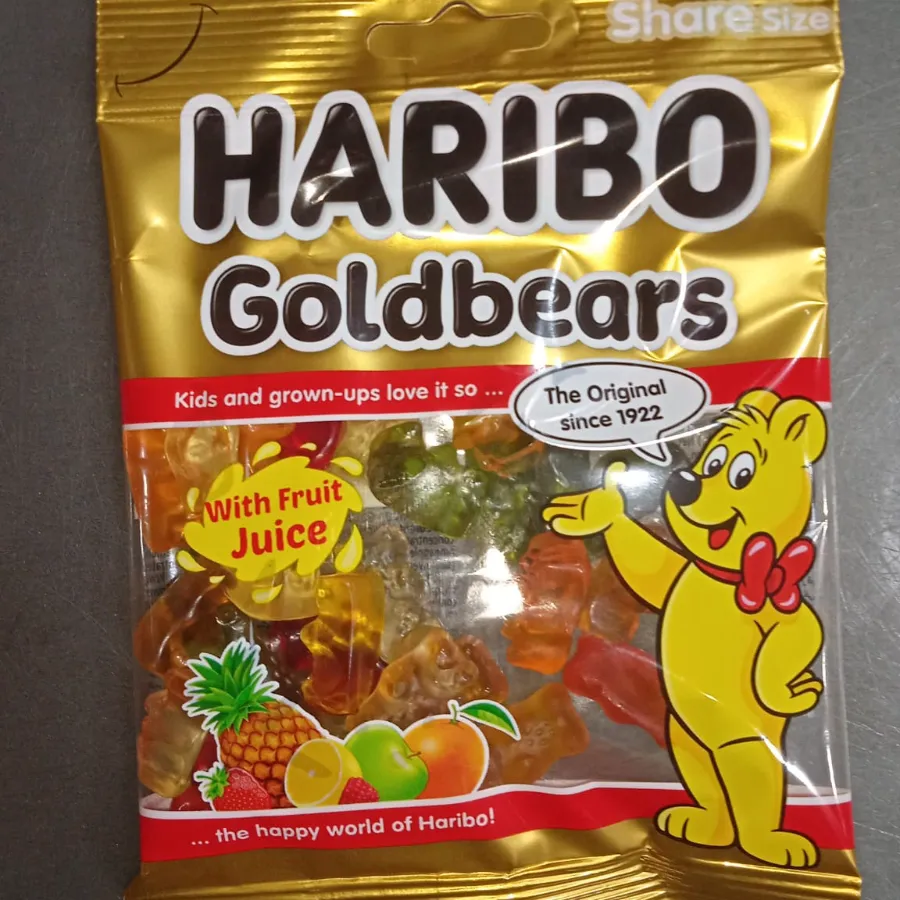 Share Size
HARIBO
Goldbears
Kids and grown-ups love it so ...
The Original
since 1922
With Fruit
Juice
... the happy world of Haribo!